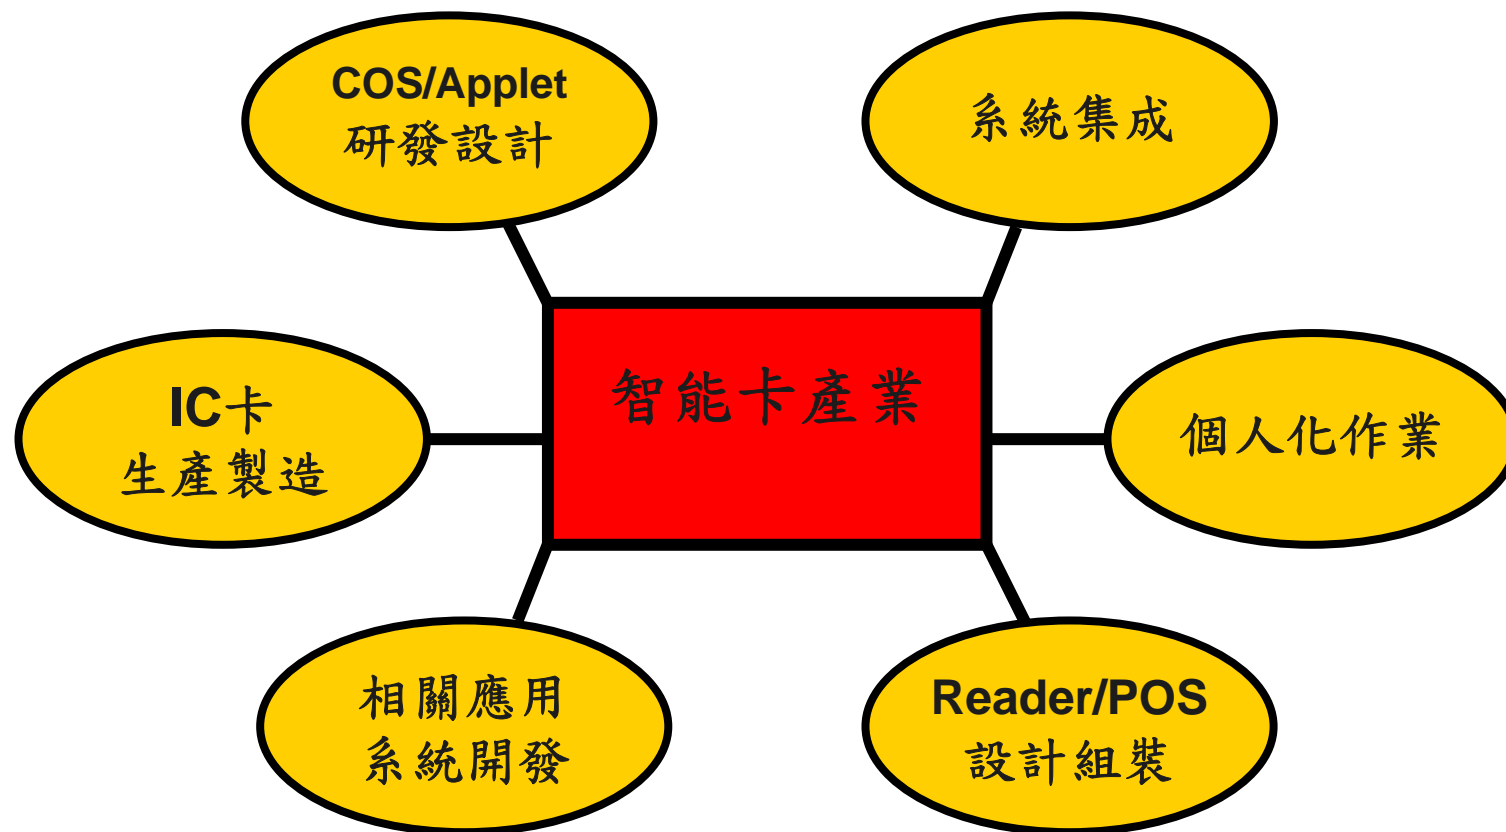 COS/Applet
研發設計
系統集成
智能卡產業
IC卡
生產製造
個人化作業
相關應用
系統開發
Reader/POS
設計組裝